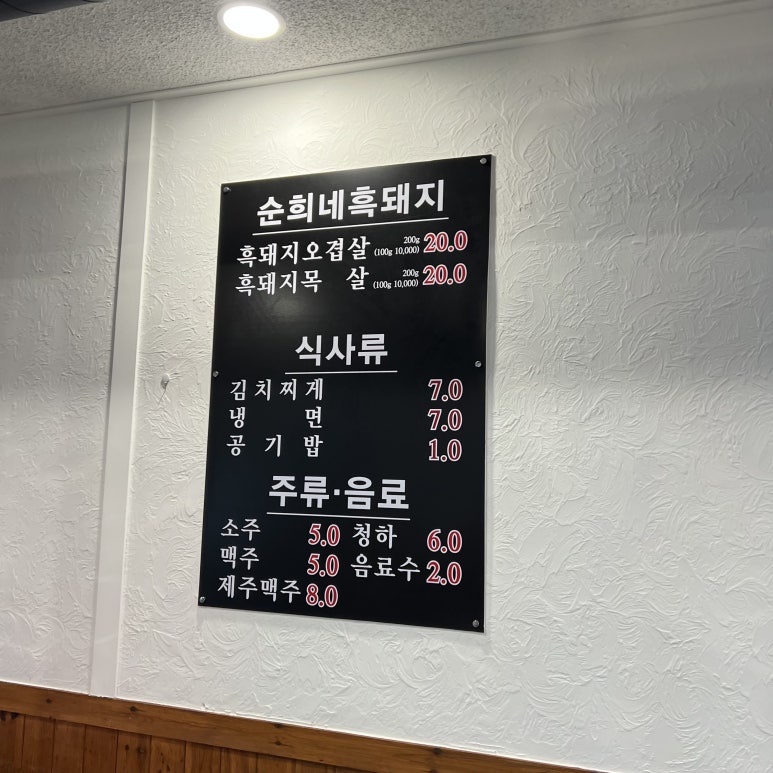 순희네흑돼지
흑돼지오겹살 200g (100g 10,000) 20.0
흑돼지목 살 200g (100g 10,000) 20.0
식사류
김치찌게 7.0
냉 면 7.0
공 기 밥 1.0
주류·음료
소주 5.0 청하 6.0
맥주 5.0 음료수 2.0
제주맥주 8.0